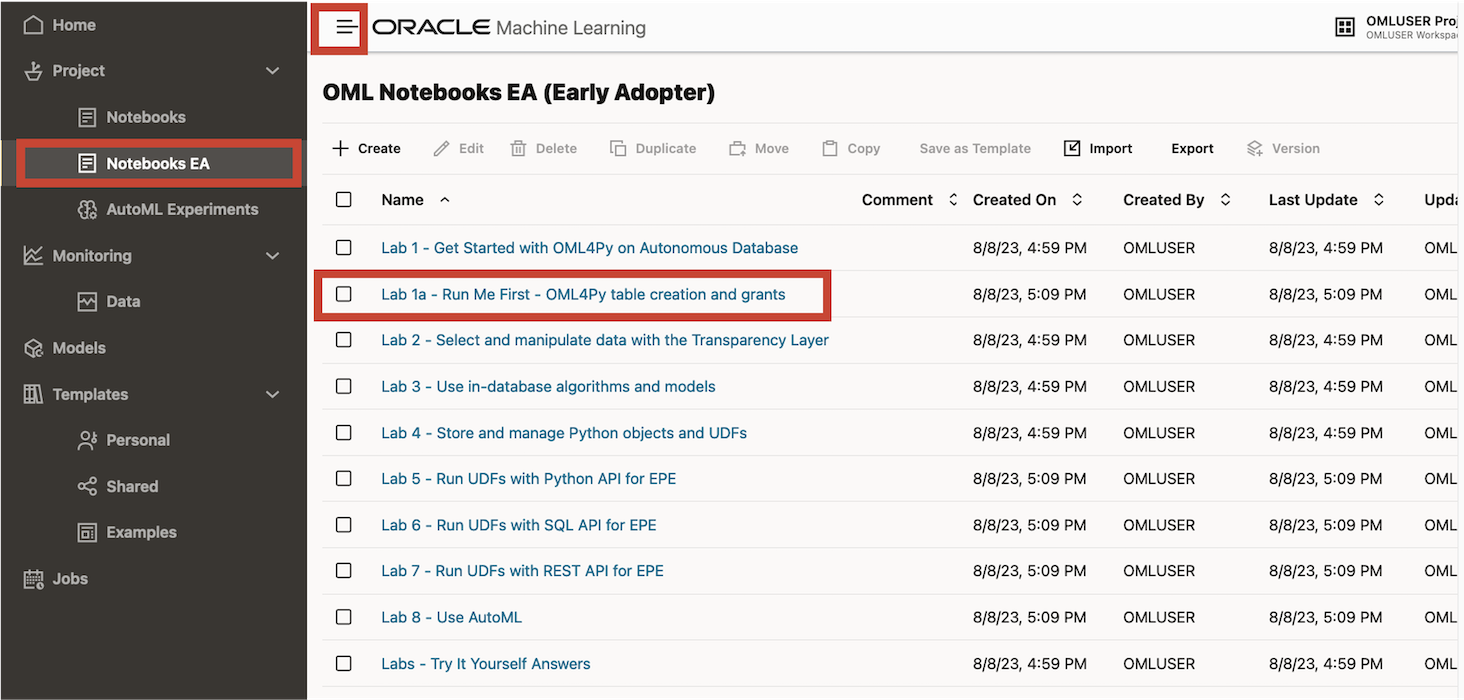 Home
Project
Notebooks
Notebooks EA
AutoML Experiments
Monitoring
Data
Models
Templates
Personal
Shared
Examples
Jobs
ORACLE Machine Learning
OMLUSER Proj
OMLUSER Workspa
OML Notebooks EA (Early Adopter)
Create Edit Delete Duplicate Move Copy Save as Template Import Export Version
Name Comment Created On Created By Last Update Upda
Lab 1 - Get Started with OML4Py on Autonomous Database 8/8/23, 4:59 PM OMLUSER 8/8/23, 4:59 PM OML
Lab 1a - Run Me First - OML4Py table creation and grants 8/8/23, 5:09 PM OMLUSER 8/8/23, 5:09 PM OML
Lab 2 - Select and manipulate data with the Transparency Layer 8/8/23, 4:59 PM OMLUSER 8/8/23, 4:59 PM OML
Lab 3 - Use in-database algorithms and models 8/8/23, 4:59 PM OMLUSER 8/8/23, 4:59 PM OML
Lab 4 - Store and manage Python objects and UDFs 8/8/23, 4:59 PM OMLUSER 8/8/23, 4:59 PM OML
Lab 5 - Run UDFs with Python API for EPE 8/8/23, 5:09 PM OMLUSER 8/8/23, 5:09 PM OML
Lab 6 - Run UDFs with SQL API for EPE 8/8/23, 5:09 PM OMLUSER 8/8/23, 5:09 PM OML
Lab 7 - Run UDFs with REST API for EPE 8/8/23, 5:09 PM OMLUSER 8/8/23, 5:09 PM OML
Lab 8 - Use AutoML 8/8/23, 4:59 PM OMLUSER 8/8/23, 4:59 PM OML
Labs - Try It Yourself Answers 8/8/23, 4:59 PM OMLUSER 8/8/23, 4:59 PM OML